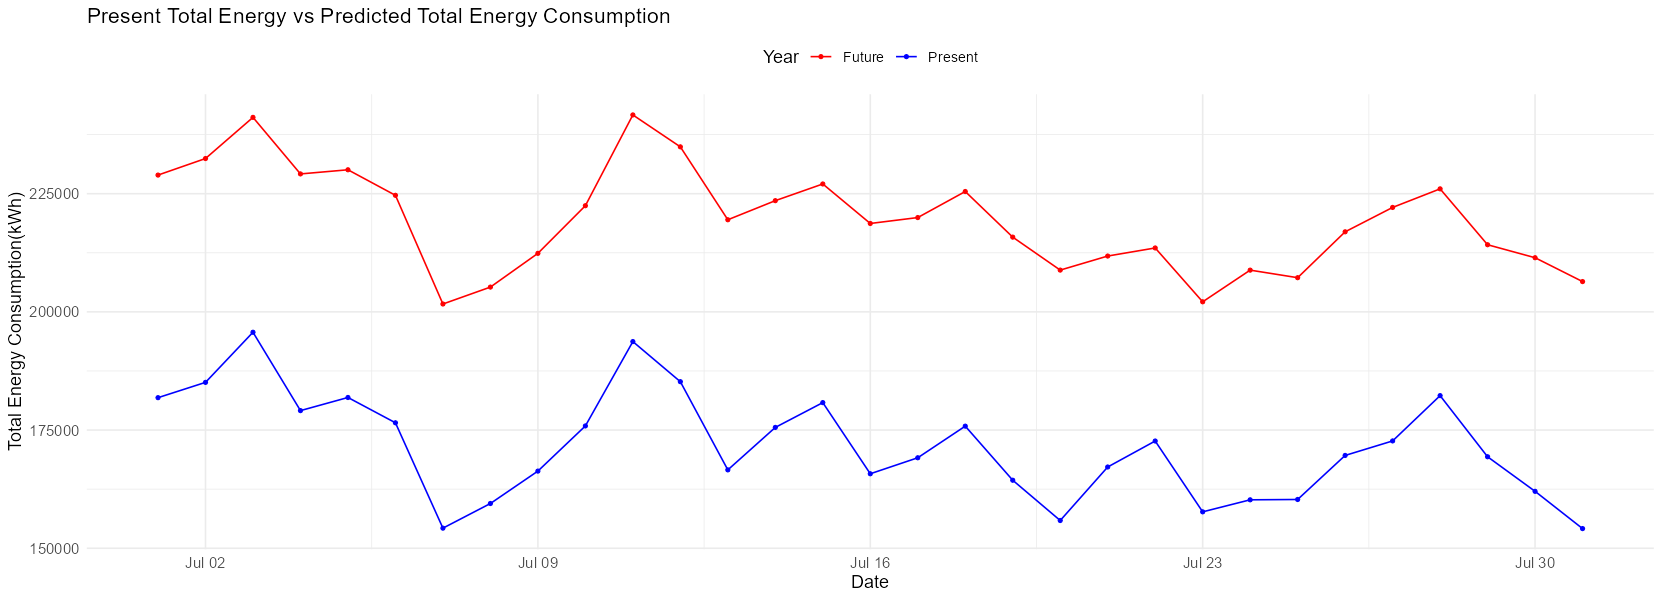 Present Total Energy vs Predicted Total Energy Consumption
Year Future Present
Total Energy Consumption(kWh)
225000
200000
175000
150000
Jul 02 Jul 09 Jul 16 Jul 23 Jul 30
Date